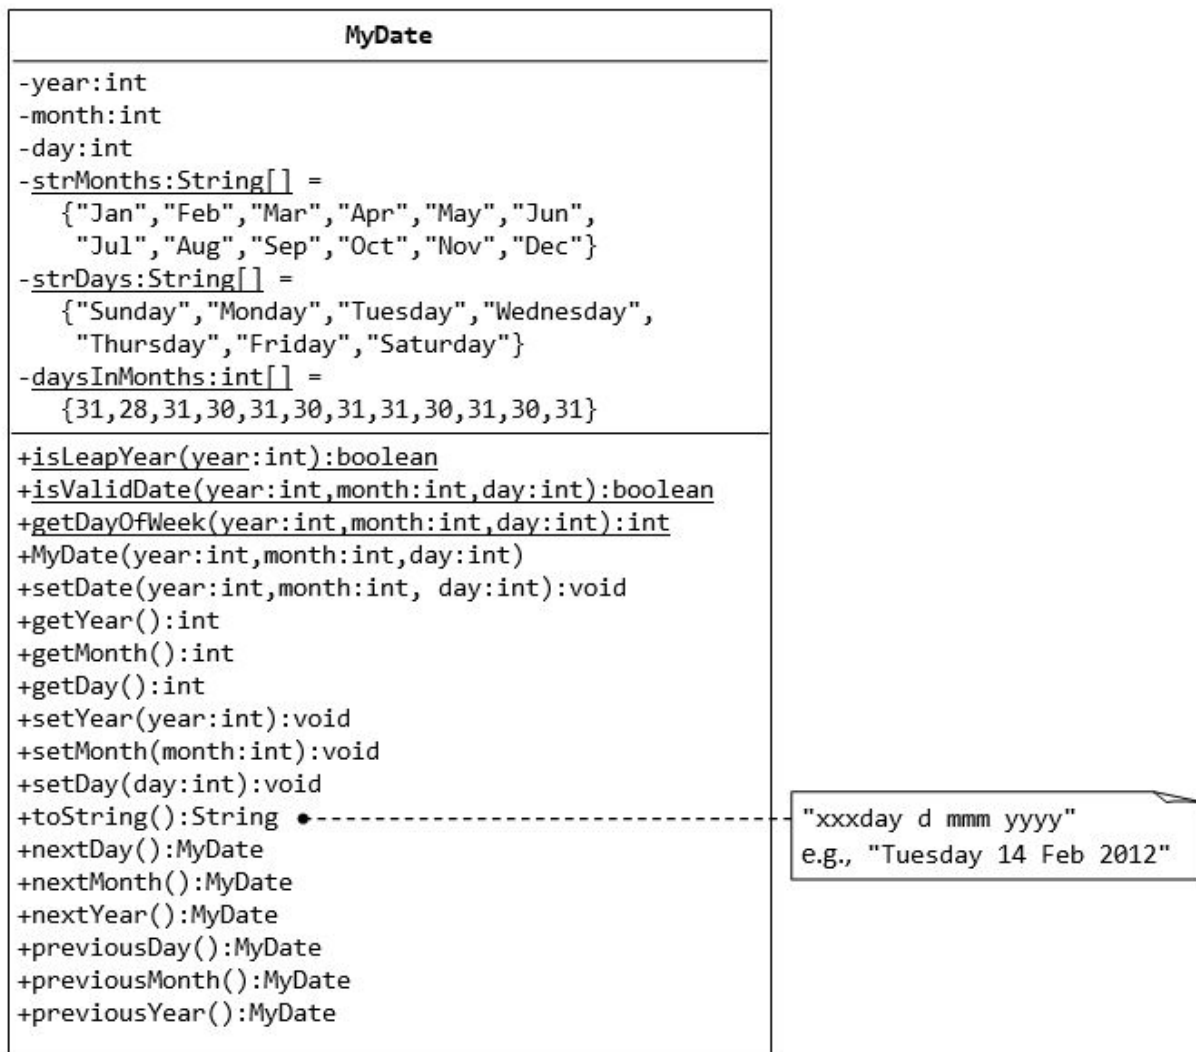 MyDate
-year:int
-month:int
-day:int
-strMonths:String[] =
{"Jan","Feb","Mar","Apr","May","Jun",
"Jul","Aug","Sep","Oct","Nov","Dec"}
-strDays:String[] =
{"Sunday","Monday","Tuesday","Wednesday",
"Thursday","Friday","Saturday"}
-daysInMonths:int[] =
{31,28,31,30,31,30,31,31,30,31,30,31}
+isLeapYear(year:int):boolean
+isValidDate(year:int,month:int,day:int):boolean
+getDayOfWeek(year:int,month:int,day:int):int
+MyDate(year:int,month:int,day:int)
+setDate(year:int,month:int, day:int):void
+getYear():int
+getMonth():int
+getDay():int
+setYear(year:int):void
+setMonth(month:int):void
+setDay(day:int):void
+toString():String
"xxxday d mmm yyyy"
e.g., "Tuesday 14 Feb 2012"
+nextDay():MyDate
+nextMonth():MyDate
+nextYear():MyDate
+previousDay():MyDate
+previousMonth():MyDate
+previousYear():MyDate